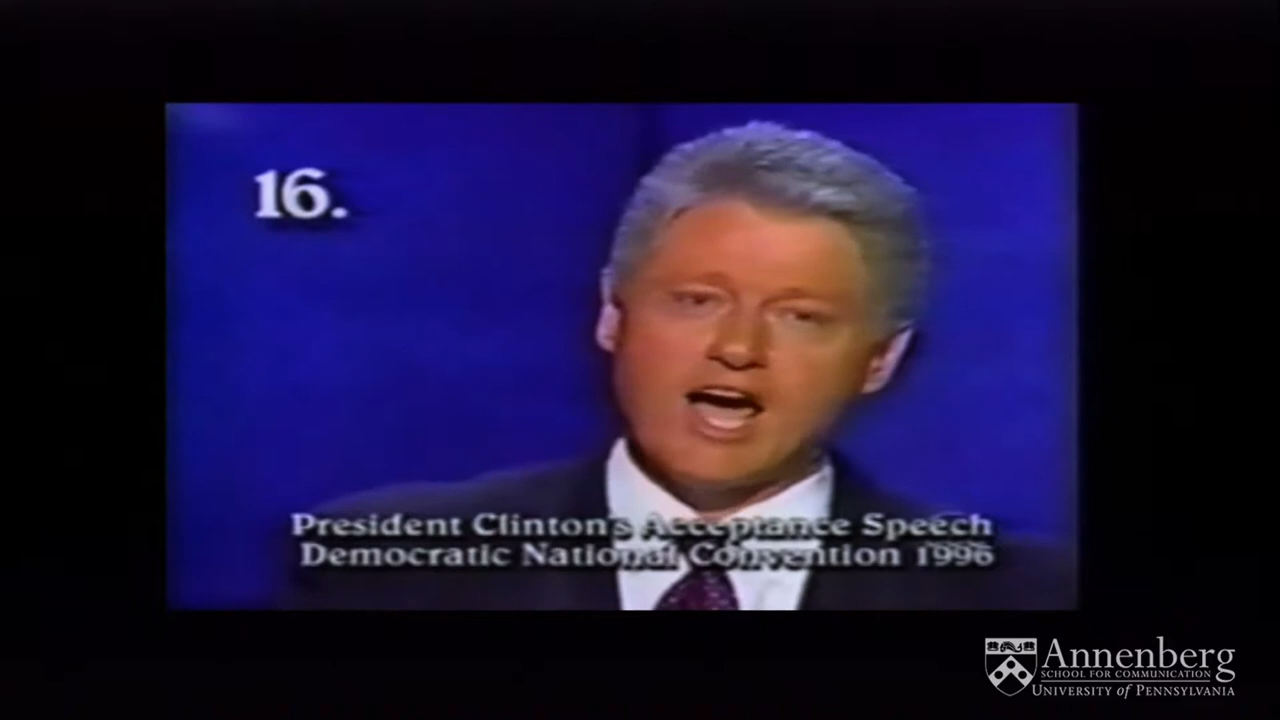 16.
President Clinton's Acceptance Speech
Democratic National Convention 1996
Annenberg
SCHOOL FOR COMMUNICATION
UNIVERSITY of PENNSYLVANIA